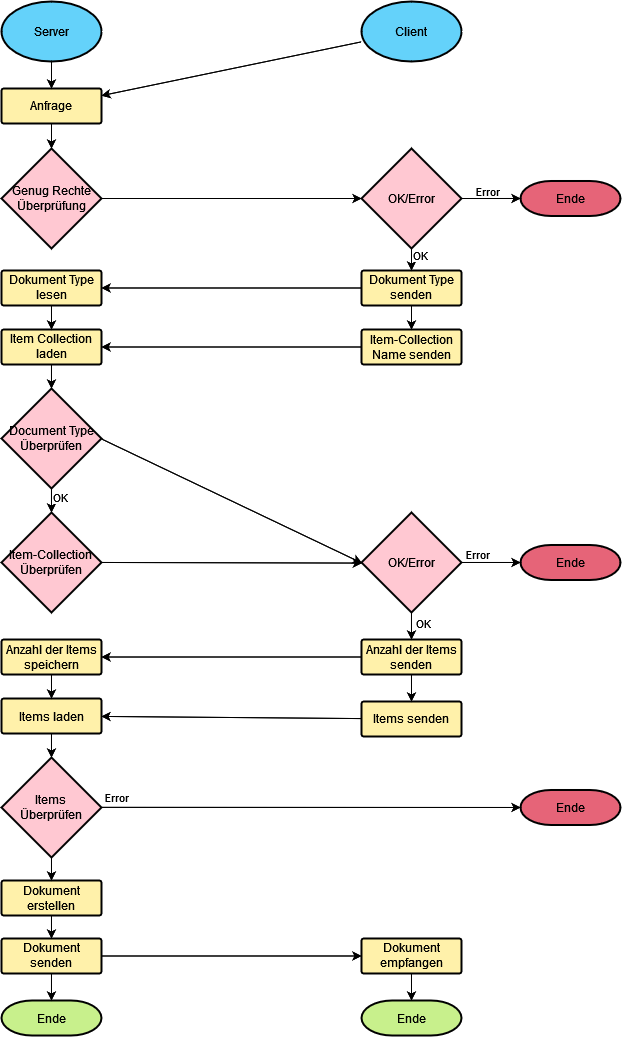 Server
Client
Anfrage
Genug Rechte
Überprüfung
OK/Error
Error
Ende
OK
Dokument Type
lesen
Dokument Type
senden
Item Collection
laden
Item-Collection
Name senden
Document Type
Überprüfen
OK
Item-Collection
Überprüfen
OK/Error
Error
Ende
OK
Anzahl der Items
speichern
Anzahl der Items
senden
Items laden
Items senden
Items
Überprüfen
Error
Ende
Dokument
erstellen
Dokument
senden
Dokument
empfangen
Ende
Ende